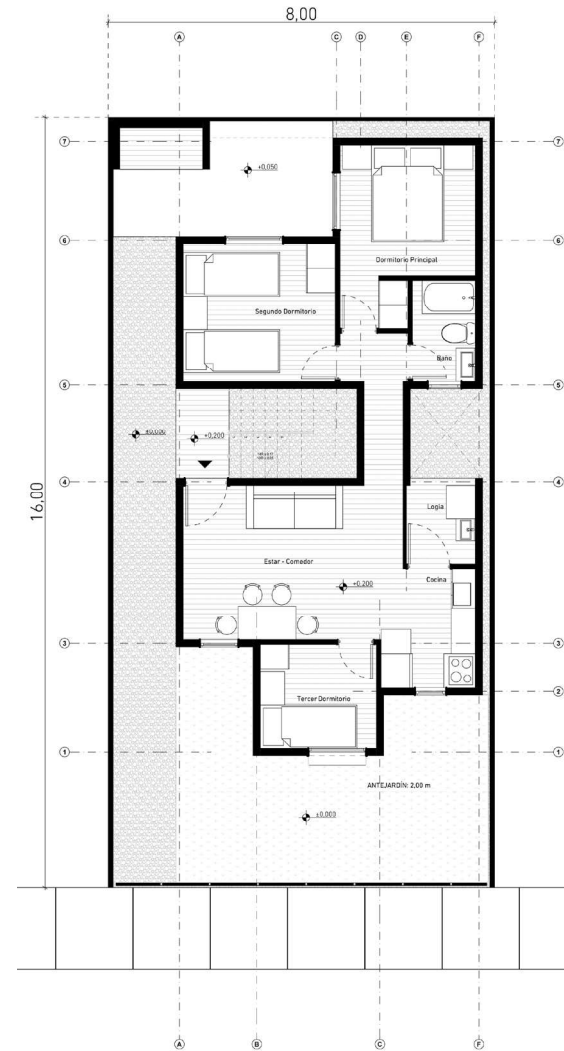 8,00
A
C
D
E
F
7
7
+0,050
16,00
6
6
Dormitorio Principal
Segundo Dormitorio
Baño
5
5
±0,000
+0,200
4
4
Logia
Estar - Comedor
Cocina
+0,200
3
3
2
Tercer Dormitorio
1
1
ANTEJARDÍN: 2,00 m
±0,000
A
B
C
F